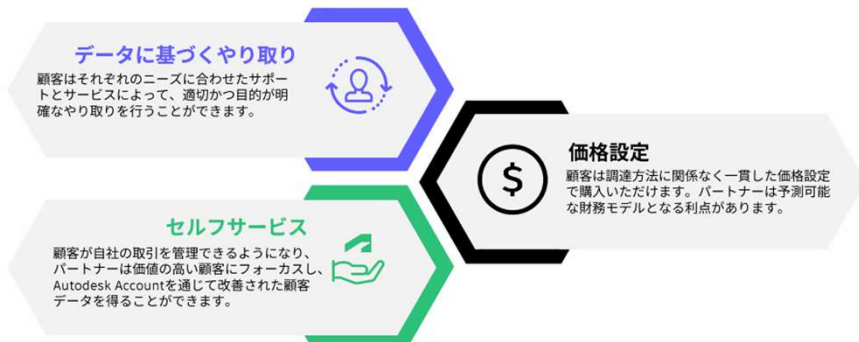 データに基づくやり取り
顧客はそれぞれのニーズに合わせたサポー
トとサービスによって、適切かつ目的が明
確なやり取りを行うことができます。
価格設定
顧客は調達方法に関係なく一貫した価格設定
で購入いただけます。パートナーは予測可能
な財務モデルとなる利点があります。
セルフサービス
顧客が自社の取引を管理できるようになり、
パートナーは価値の高い顧客にフォーカスし、
Autodesk Accountを通じて改善された顧客
データを得ることができます。